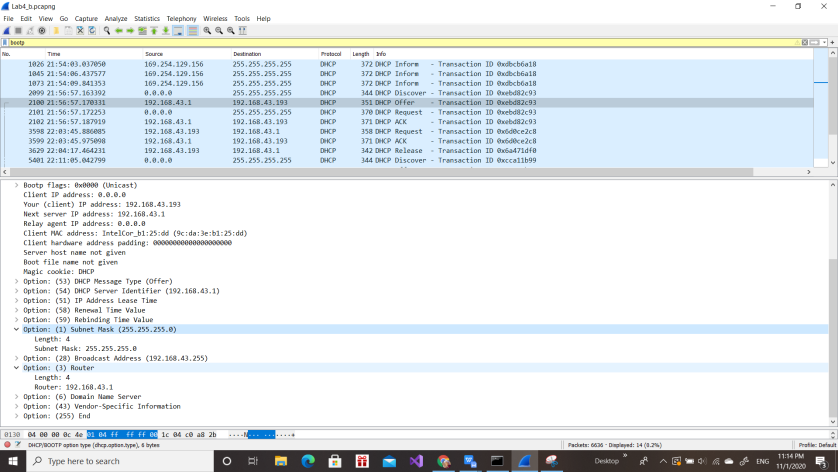 Lab4_b.pcapng
File Edit View Go Capture Analyze Statistics Telephony Wireless Tools Help
bootp
No. Time Source Destination Protocol Length Info
1026 21:54:03.037050 169.254.129.156 255.255.255.255 DHCP 372 DHCP Inform - Transaction ID 0xdbcb6a18
1045 21:54:06.437577 169.254.129.156 255.255.255.255 DHCP 372 DHCP Inform - Transaction ID 0xdbcb6a18
1073 21:54:09.841353 169.254.129.156 255.255.255.255 DHCP 372 DHCP Inform - Transaction ID 0xdbcb6a18
2099 21:56:57.163392 0.0.0.0 255.255.255.255 DHCP 344 DHCP Discover - Transaction ID 0xebd82c93
2100 21:56:57.170331 192.168.43.1 192.168.43.193 DHCP 351 DHCP Offer - Transaction ID 0xebd82c93
2101 21:56:57.172253 0.0.0.0 255.255.255.255 DHCP 370 DHCP Request - Transaction ID 0xebd82c93
2102 21:56:57.187919 192.168.43.1 192.168.43.193 DHCP 371 DHCP ACK - Transaction ID 0xebd82c93
3598 22:03:45.886085 192.168.43.193 192.168.43.1 DHCP 358 DHCP Request - Transaction ID 0x6d0ce2c8
3599 22:03:45.975098 192.168.43.1 192.168.43.193 DHCP 371 DHCP ACK - Transaction ID 0x6d0ce2c8
3629 22:04:17.464231 192.168.43.193 192.168.43.1 DHCP 342 DHCP Release - Transaction ID 0x6a471df0
5401 22:11:05.042799 0.0.0.0 255.255.255.255 DHCP 344 DHCP Discover - Transaction ID 0xcca11b99
Bootp flags: 0x0000 (Unicast)
Client IP address: 0.0.0.0
Your (client) IP address: 192.168.43.193
Next server IP address: 192.168.43.1
Relay agent IP address: 0.0.0.0
Client MAC address: IntelCor_b1:25:dd (9c:da:3e:b1:25:dd)
Client hardware address padding: 00000000000000000000
Server host name not given
Boot file name not given
Magic cookie: DHCP
Option: (53) DHCP Message Type (Offer)
Option: (54) DHCP Server Identifier (192.168.43.1)
Option: (51) IP Address Lease Time
Option: (58) Renewal Time Value
Option: (59) Rebinding Time Value
Option: (1) Subnet Mask (255.255.255.0)
Length: 4
Subnet Mask: 255.255.255.0
Option: (28) Broadcast Address (192.168.43.255)
Option: (3) Router
Length: 4
Router: 192.168.43.1
Option: (6) Domain Name Server
Option: (43) Vendor-Specific Information
Option: (255) End
0130 04 00 00 0c 4e 01 04 ff ff ff 00 1c 04 c0 a8 2b ····N··· ·······+
DHCP/BOOTP option type (dhcp.option.type), 6 bytes Packets: 6636 · Displayed: 14 (0.2%) Profile: Default
Type here to search Desktop ENG 11:14 PM
11/1/2020